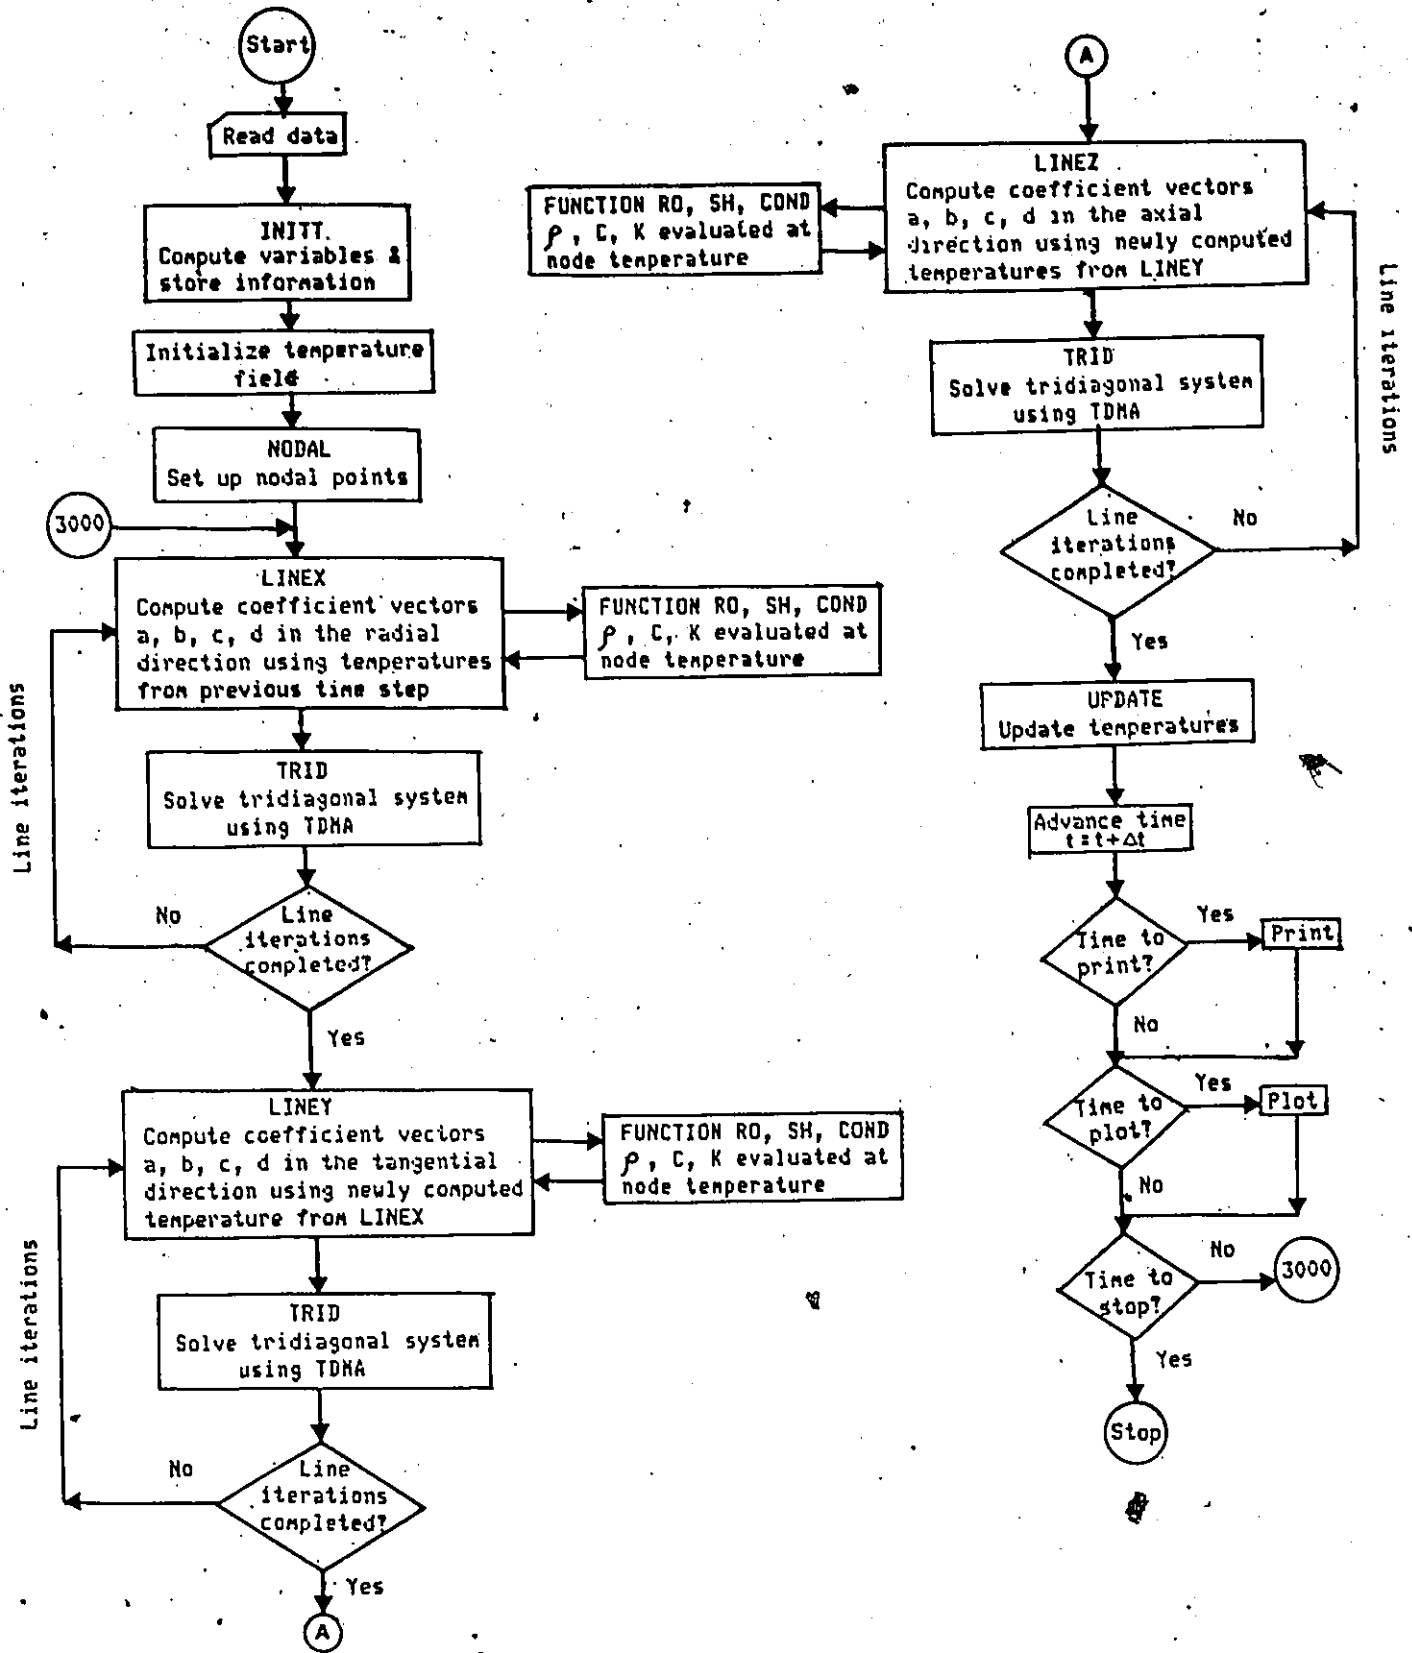 Start
Read data
INITT.
Compute variables &
store information
Initialize temperature
field
NODAL
Set up nodal points
3000
LINEX
Compute coefficient vectors
a, b, c, d in the radial
direction using temperatures
from previous time step
FUNCTION RO, SH, COND
ρ, C, K evaluated at
node temperature
TRID
Solve tridiagonal system
using TDMA
Line iterations
No
Line
iterations
completed?
Yes
LINEY
Compute coefficient vectors
a, b, c, d in the tangential
direction using newly computed
temperature from LINEX
FUNCTION RO, SH, COND
ρ, C, K evaluated at
node temperature
TRID
Solve tridiagonal system
using TDMA
Line iterations
No
Line
iterations
completed?
Yes
A
A
LINEZ
Compute coefficient vectors
a, b, c, d in the axial
direction using newly computed
temperatures from LINEY
FUNCTION RO, SH, COND
ρ, C, K evaluated at
node temperature
TRID
Solve tridiagonal system
using TDMA
Line iterations
Line
iterations
completed?
No
Yes
UPDATE
Update temperatures
Advance time
t=t+Δt
Time to
print?
Yes
Print
No
Time to
plot?
Yes
Plot
No
Time to
stop?
No
3000
Yes
Stop